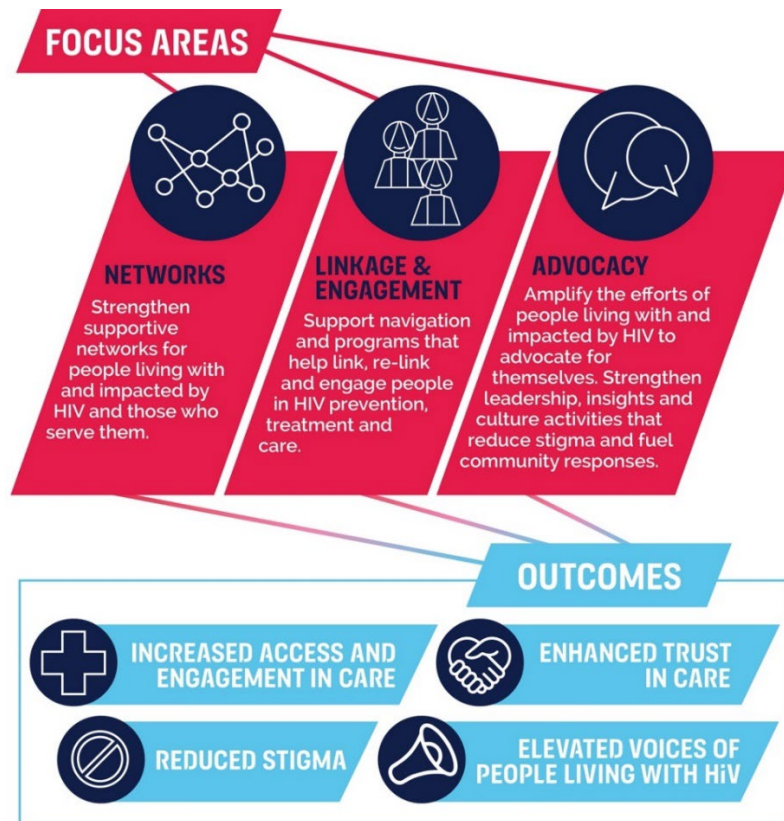 FOCUS AREAS
NETWORKS
Strengthen
supportive
networks for
people living with
and impacted by
HIV and those who
serve them.
LINKAGE &
ENGAGEMENT
Support navigation
and programs that
help link, re-link
and engage people
in HIV prevention,
treatment and
care.
ADVOCACY
Amplify the efforts of
people living with and
impacted by HIV to
advocate for
themselves. Strengthen
leadership, insights and
culture activities that
reduce stigma and fuel
community responses.
OUTCOMES
INCREASED ACCESS AND
ENGAGEMENT IN CARE
ENHANCED TRUST
IN CARE
REDUCED STIGMA
ELEVATED VOICES OF
PEOPLE LIVING WITH HiV